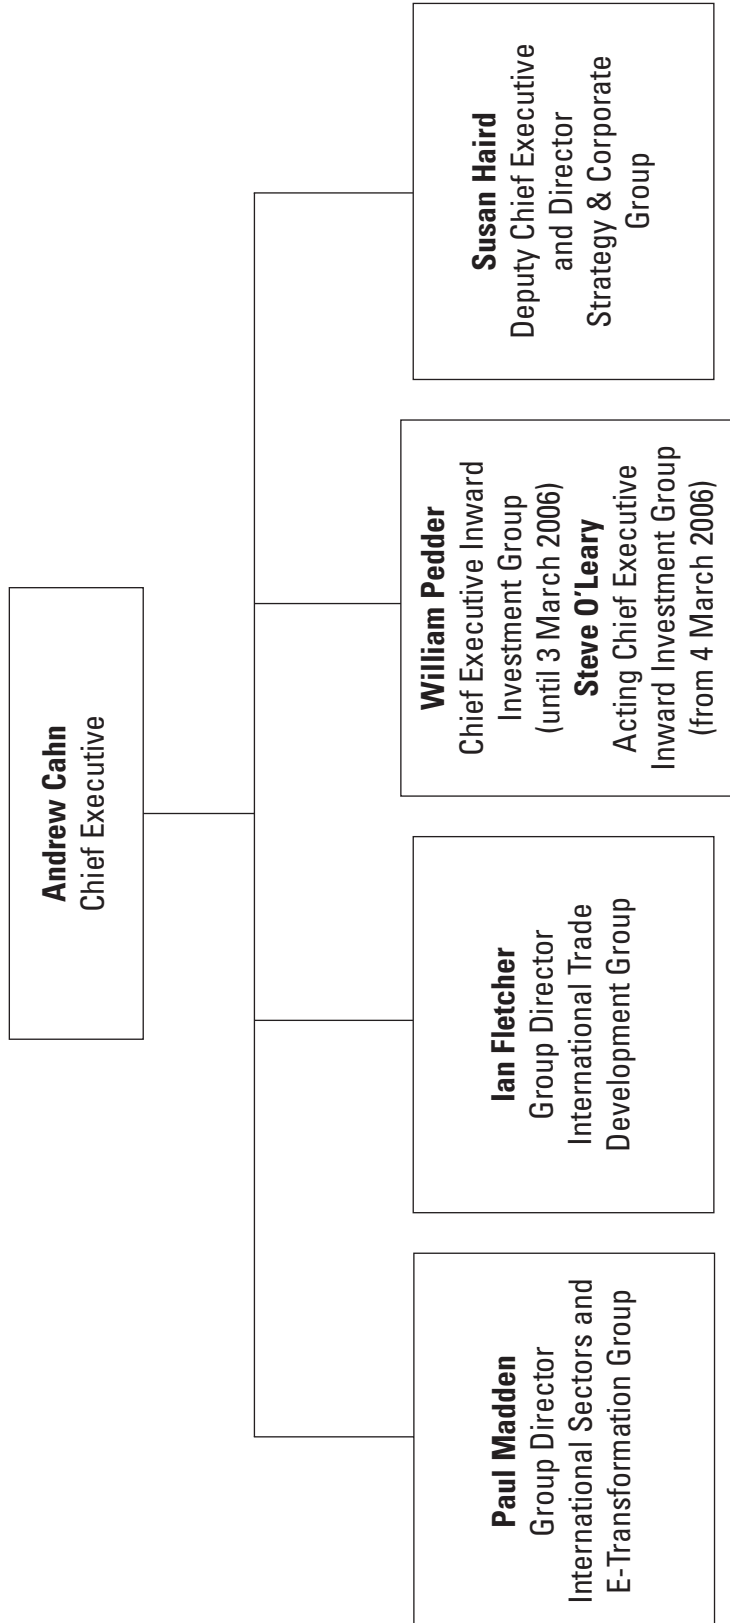 Andrew Cahn
Chief Executive
Paul Madden
Group Director
International Sectors and
E-Transformation Group
Ian Fletcher
Group Director
International Trade
Development Group
William Pedder
Chief Executive Inward
Investment Group
(until 3 March 2006)
Steve O'Leary
Acting Chief Executive
Inward Investment Group
(from 4 March 2006)
Susan Haird
Deputy Chief Executive
and Director
Strategy & Corporate
Group